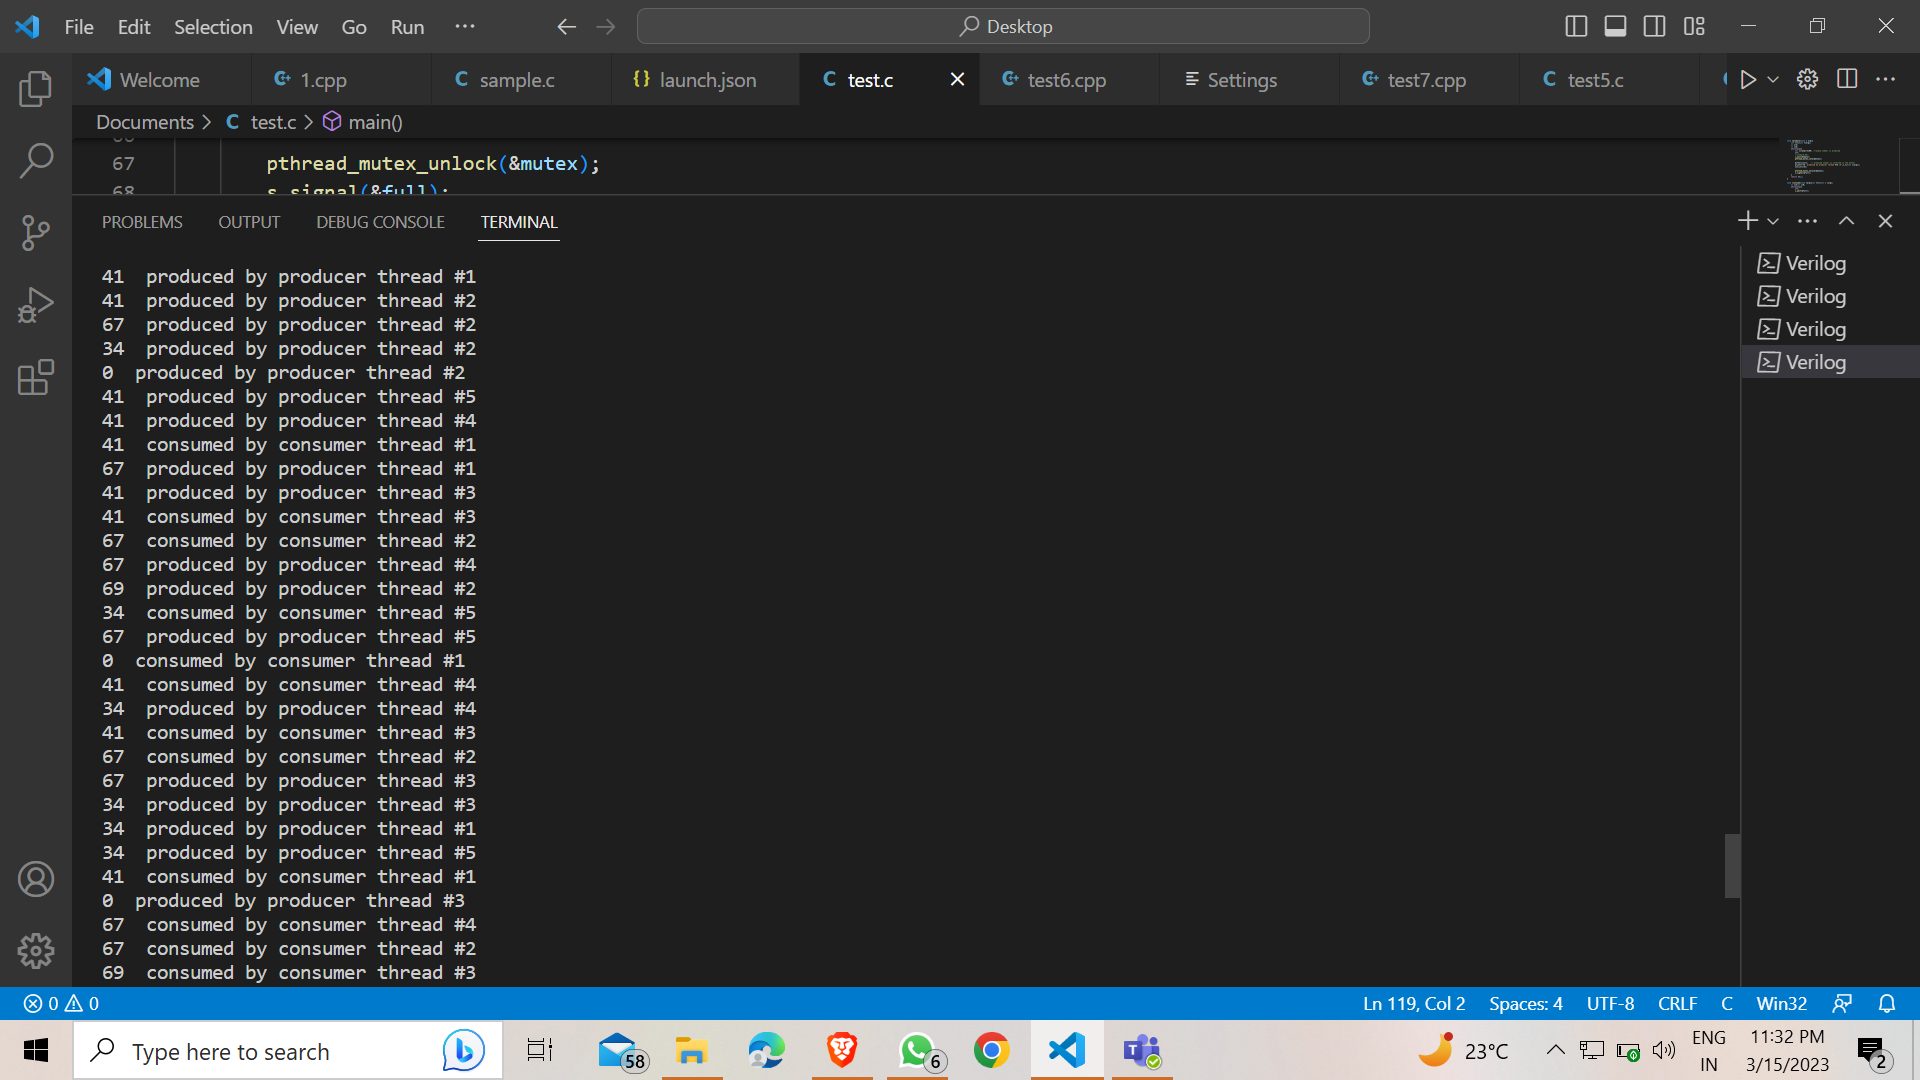 File Edit Selection View Go Run ···
Desktop
Welcome 1.cpp sample.c launch.json test.c test6.cpp Settings test7.cpp test5.c
Documents > C test.c > main()
67 pthread_mutex_unlock(&mutex);
68 s_signal(&full);
PROBLEMS OUTPUT DEBUG CONSOLE TERMINAL
41  produced by producer thread #1
41  produced by producer thread #2
67  produced by producer thread #2
34  produced by producer thread #2
0  produced by producer thread #2
41  produced by producer thread #5
41  produced by producer thread #4
41  consumed by consumer thread #1
67  produced by producer thread #1
41  produced by producer thread #3
41  consumed by consumer thread #3
67  consumed by consumer thread #2
67  produced by producer thread #4
69  produced by producer thread #2
34  consumed by consumer thread #5
67  produced by producer thread #5
0  consumed by consumer thread #1
41  consumed by consumer thread #4
34  produced by producer thread #4
41  consumed by consumer thread #3
67  consumed by consumer thread #2
67  produced by producer thread #3
34  produced by producer thread #3
34  produced by producer thread #1
34  produced by producer thread #5
41  consumed by consumer thread #1
0  produced by producer thread #3
67  consumed by consumer thread #4
67  consumed by consumer thread #2
69  consumed by consumer thread #3
Verilog
Verilog
Verilog
Verilog
0 0 Ln 119, Col 2 Spaces: 4 UTF-8 CRLF C Win32
Type here to search
58
6
23°C
ENG
IN
11:32 PM
3/15/2023
2